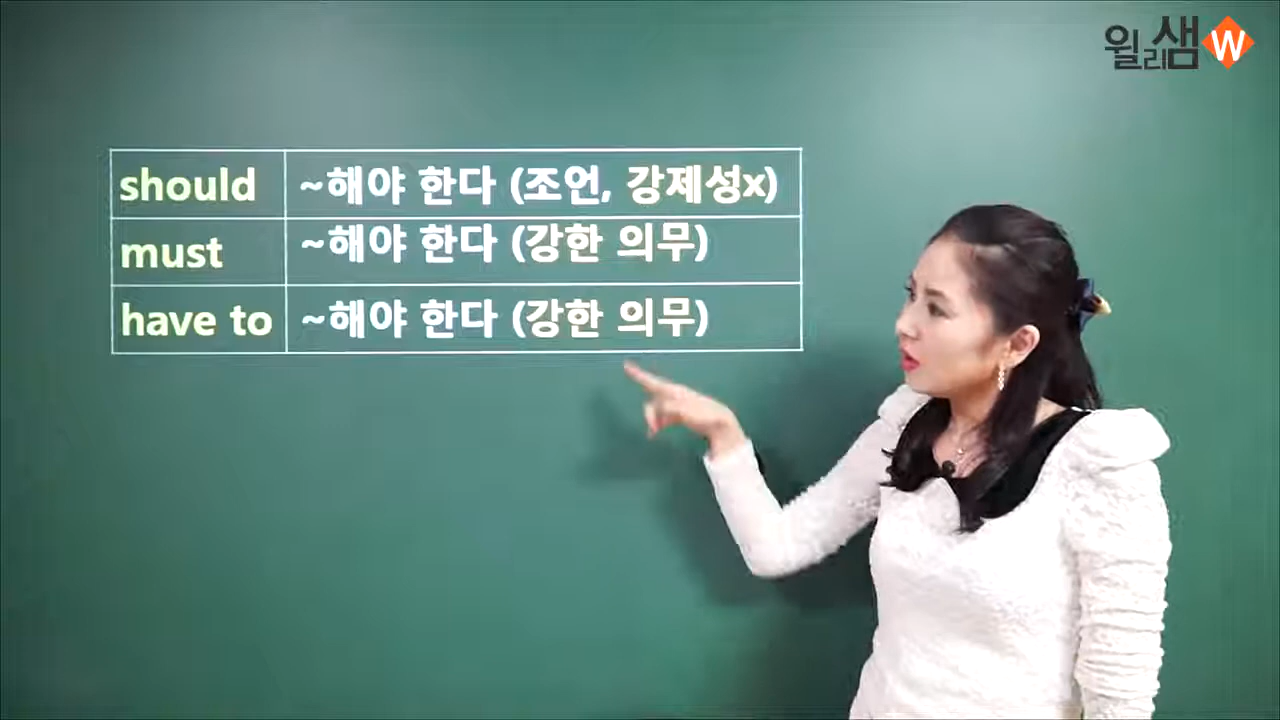 윌리샘 W
should ~해야 한다 (조언, 강제성x)
must ~해야 한다 (강한 의무)
have to ~해야 한다 (강한 의무)